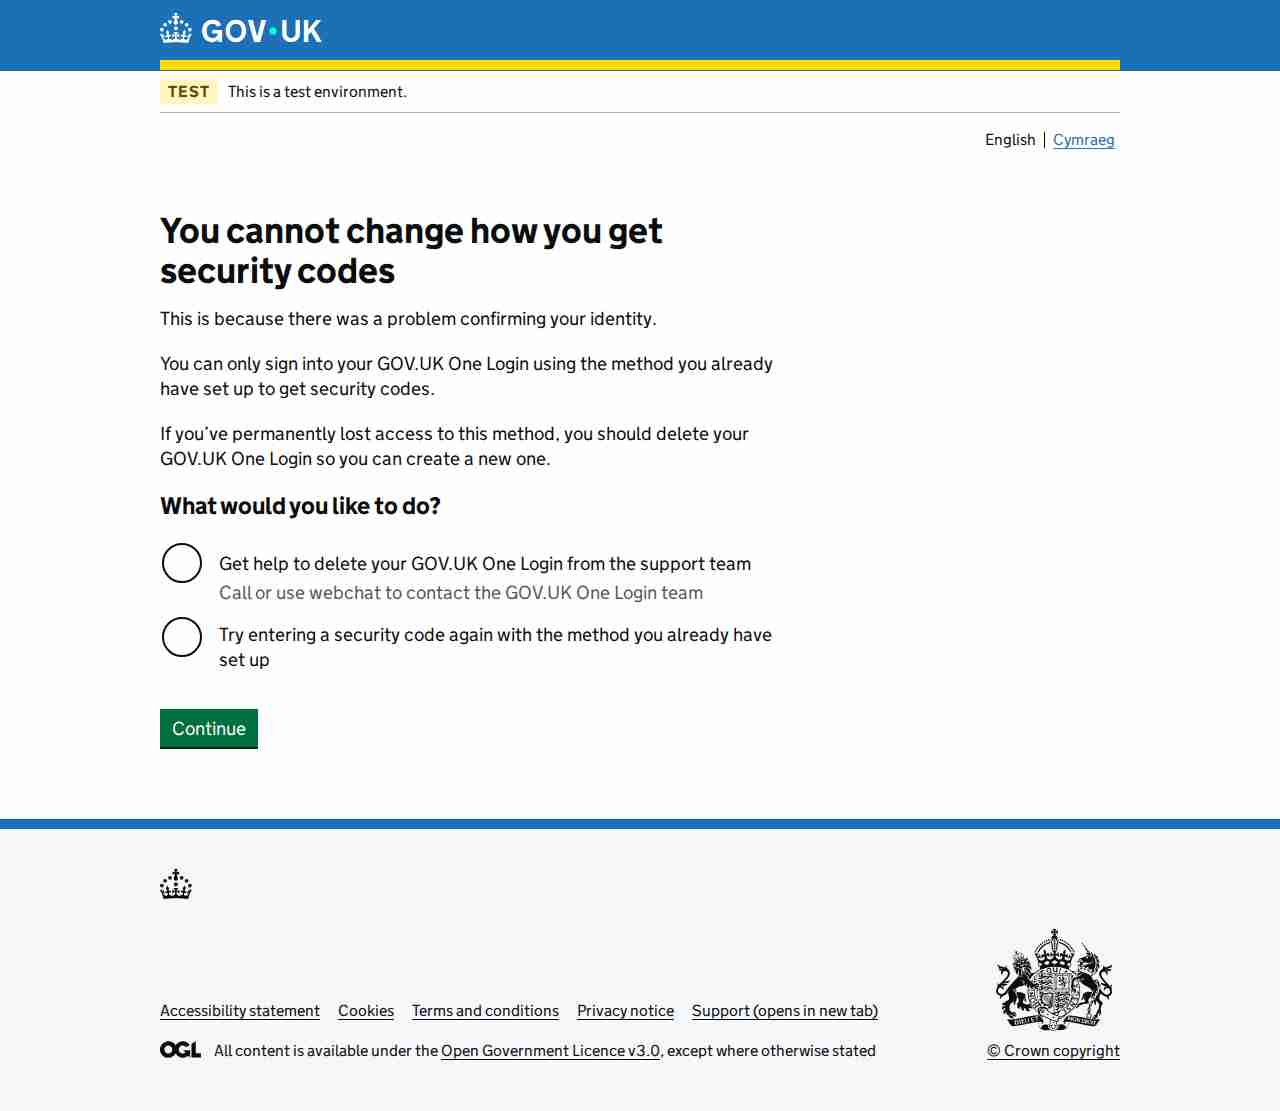 GOV·UK
TEST This is a test environment.
English Cymraeg
You cannot change how you get
security codes
This is because there was a problem confirming your identity.
You can only sign into your GOV.UK One Login using the method you already
have set up to get security codes.
If you’ve permanently lost access to this method, you should delete your
GOV.UK One Login so you can create a new one.
What would you like to do?
Get help to delete your GOV.UK One Login from the support team
Call or use webchat to contact the GOV.UK One Login team
Try entering a security code again with the method you already have
set up
Continue
Accessibility statement Cookies Terms and conditions Privacy notice Support (opens in new tab)
OGL All content is available under the Open Government Licence v3.0, except where otherwise stated
© Crown copyright